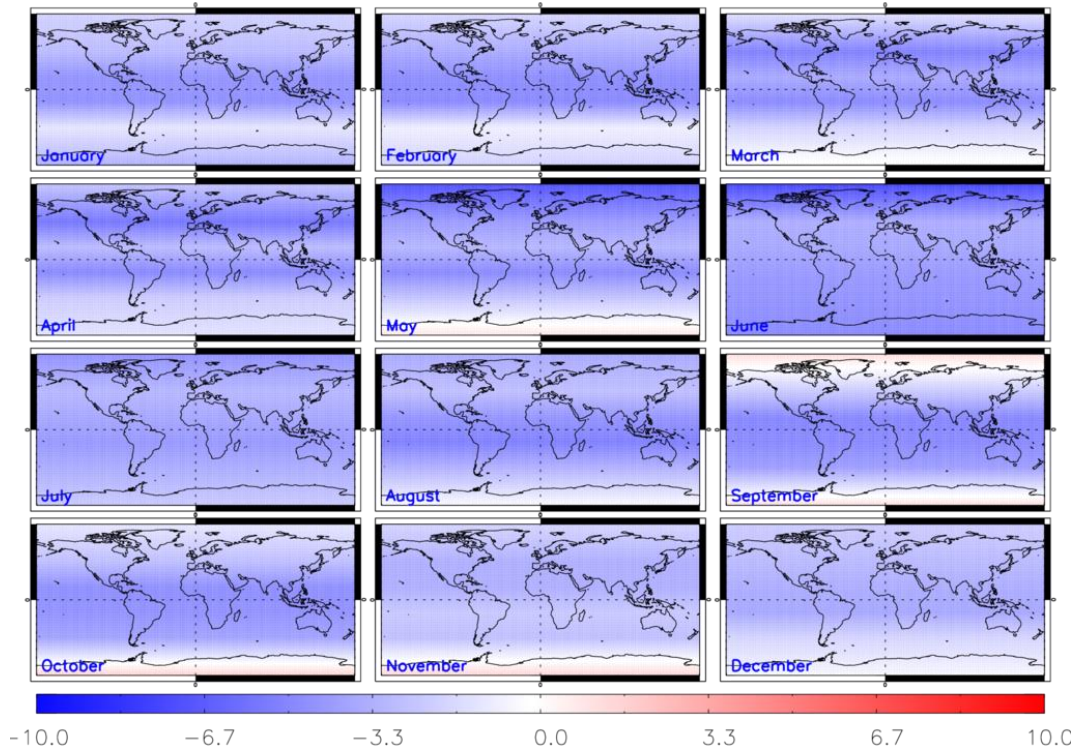 January
February
March
April
May
June
July
August
September
October
November
December
-10.0 -6.7 -3.3 0.0 3.3 6.7 10.0